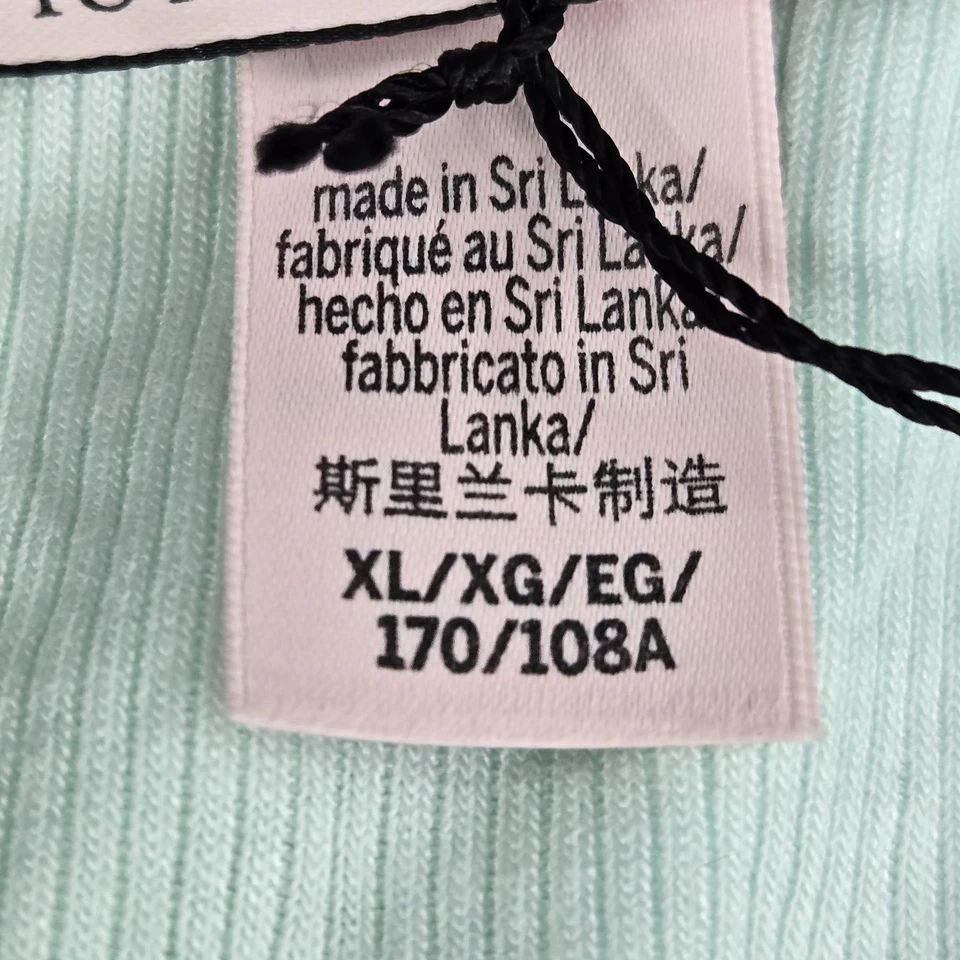 made in Sri Lanka/
fabriqué au Sri Lanka/
hecho en Sri Lanka
fabbricato in Sri
Lanka/
斯里兰卡制造
XL/XG/EG/
170/108A